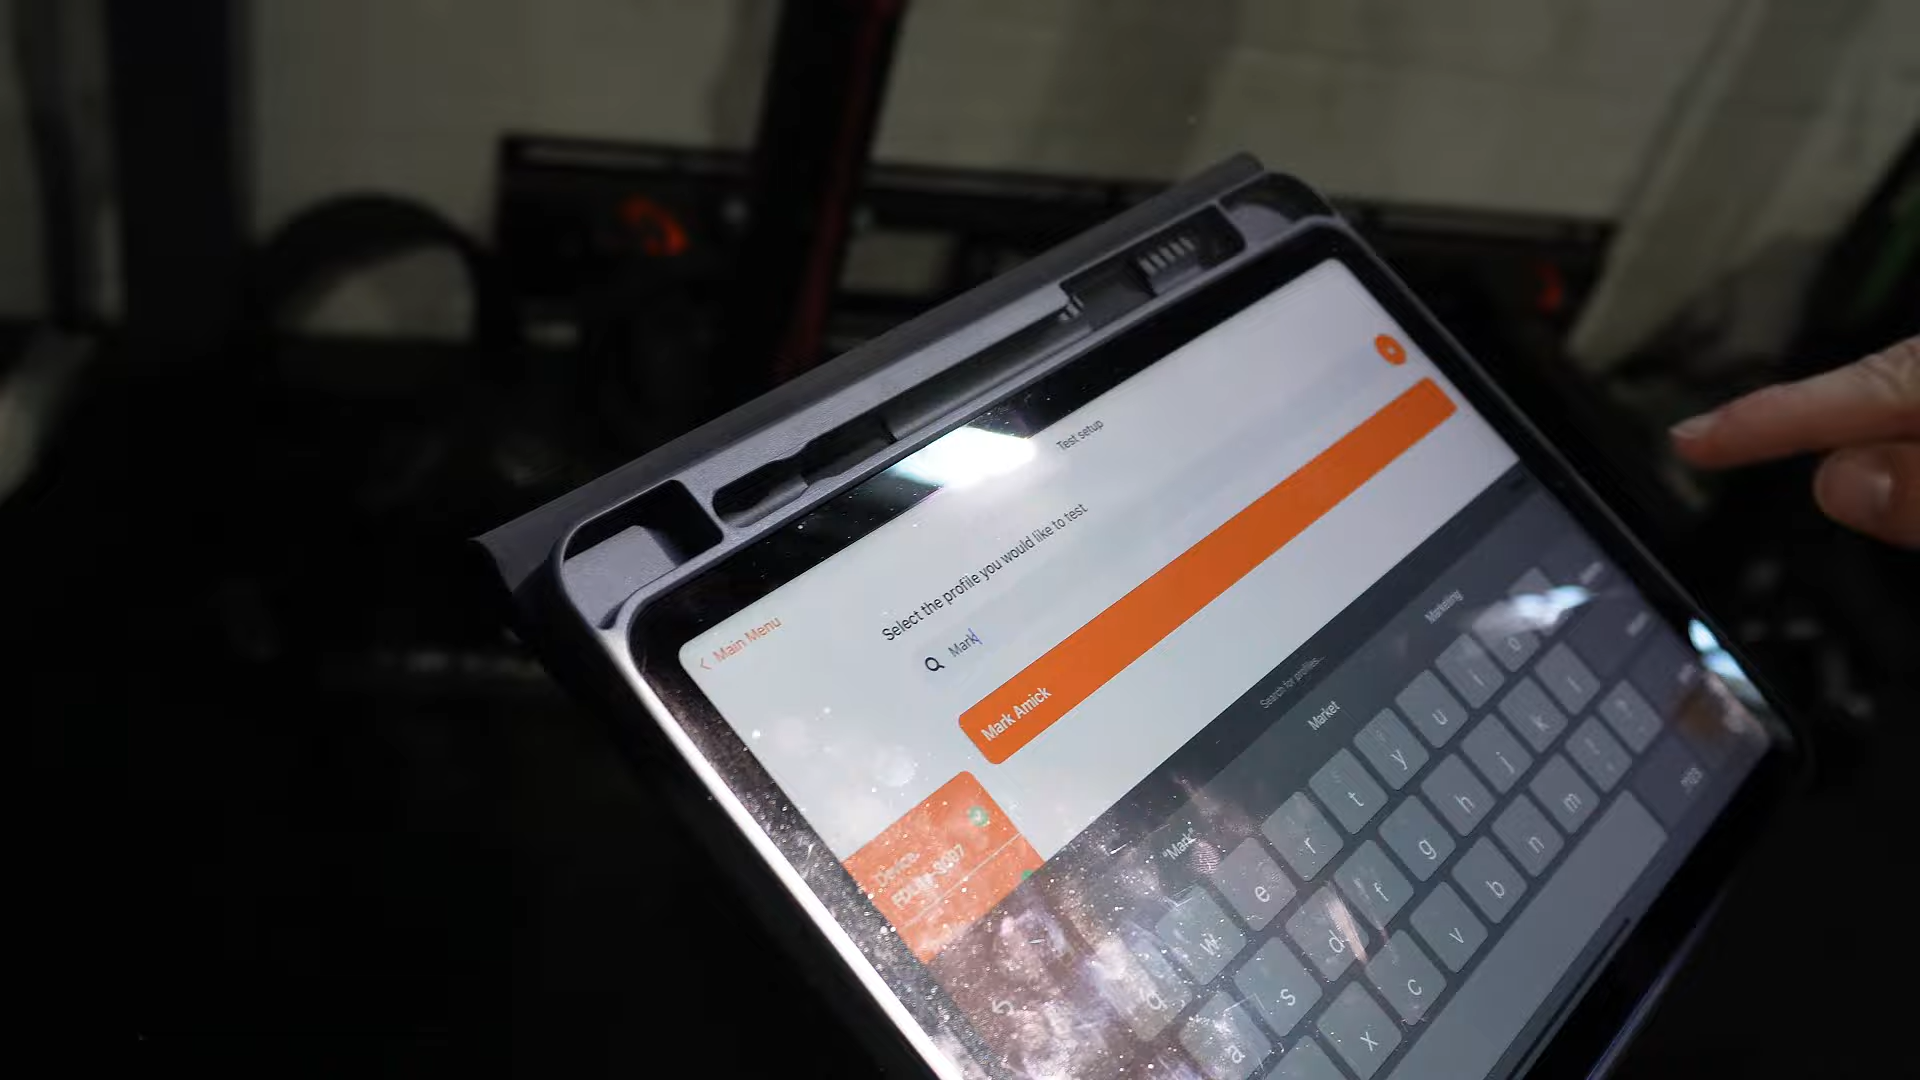 Test setup
< Main Menu
Select the profile you would like to test
Mark
Mark Amick
Device
Search for profiles...
"Mark" Market Marketing
q w e r t y u i o
a s d f g h j k l
x c v b n m